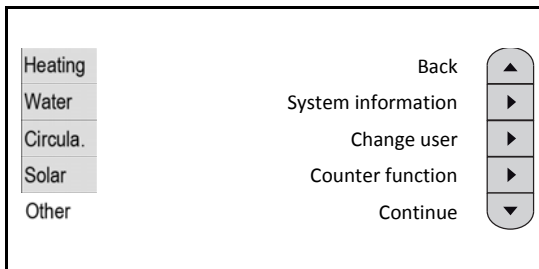 Heating Back
Water System information
Circula. Change user
Solar Counter function
Other Continue